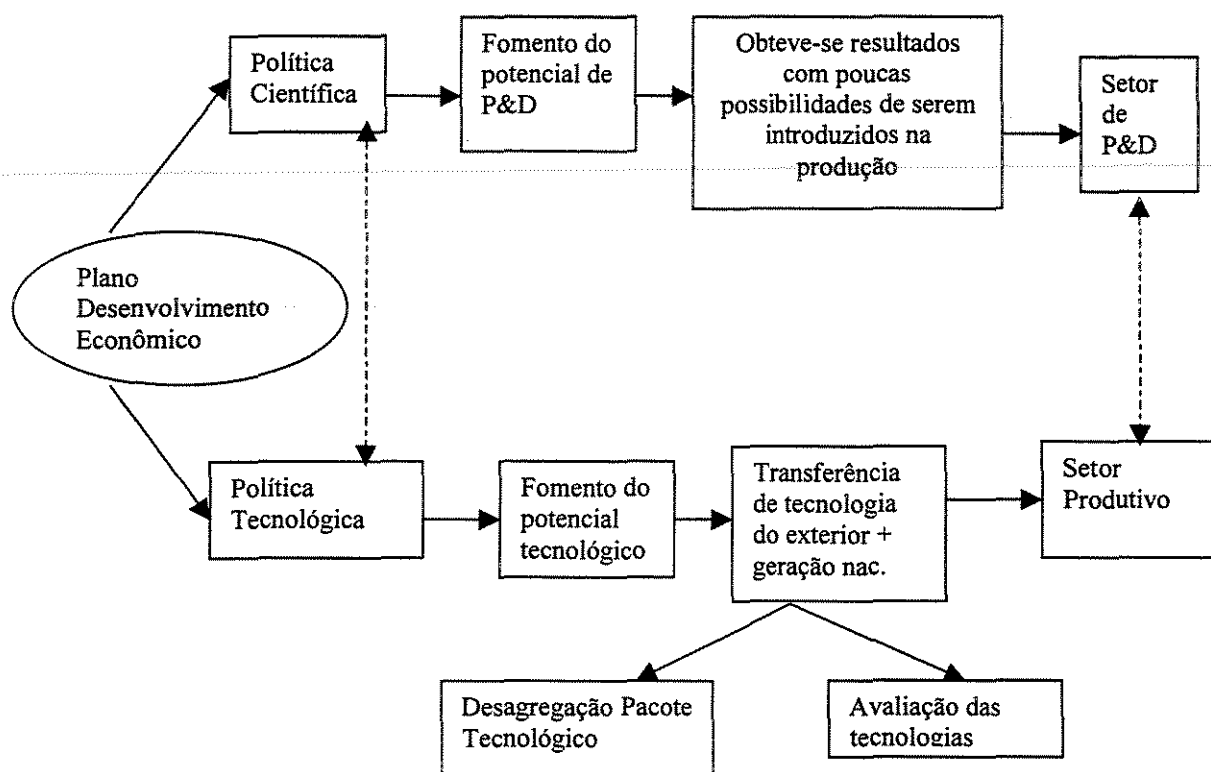 Política
Científica
Fomento do
potencial de
P&D
Obteve-se resultados
com poucas
possibilidades de serem
introduzidos na
produção
Setor
de
P&D
Plano
Desenvolvimento
Econômico
Política
Tecnológica
Fomento do
potencial
tecnológico
Transferência
de tecnologia
do exterior +
geração nac.
Setor
Produtivo
Desagregação Pacote
Tecnológico
Avaliação das
tecnologias